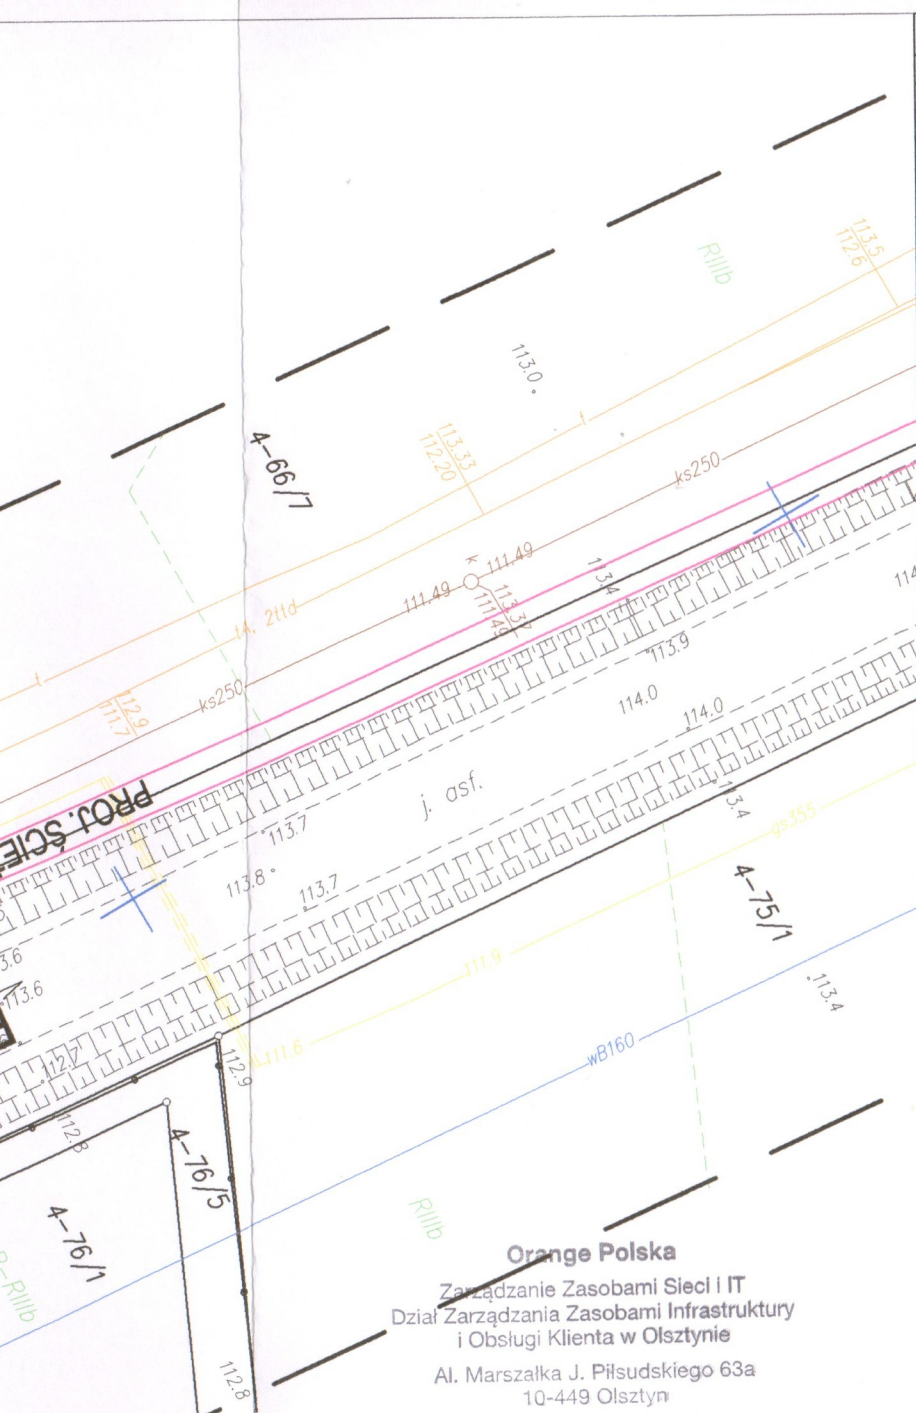 RIIIb
113.5
112.6
113.0
t
113.33
112.20
4-66/7
ks250
k
111.49
111.49
113.37
111.49
113.4
114
tA, 2ttd
113.9
114.0
114.0
t
ks250
112.9
111.7
j. asf.
PROJ. ŚCIE
113.7
113.4
gs355
113.8
113.7
4-75/1
111.9
3.6
113.6
113.4
111.6
wB160
112.7
112.9
112.8
4-76/5
4-76/1
RIIIb
R-RIIIb
112.8
Orange Polska
Zarządzanie Zasobami Sieci i IT
Dział Zarządzania Zasobami Infrastruktury
i Obsługi Klienta w Olsztynie
Al. Marszałka J. Piłsudskiego 63a
10-449 Olsztyn